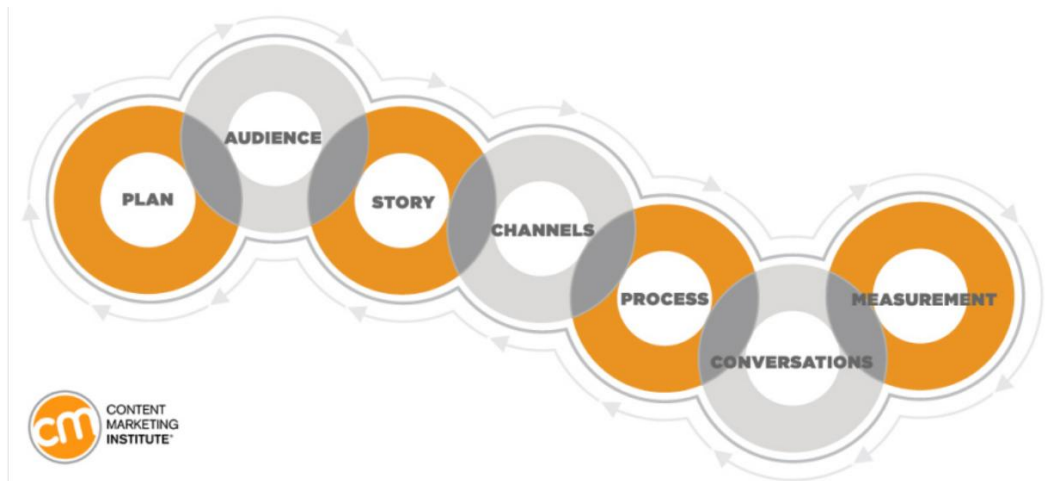 PLAN
AUDIENCE
STORY
CHANNELS
PROCESS
CONVERSATIONS
MEASUREMENT
cm
CONTENT
MARKETING
INSTITUTE®